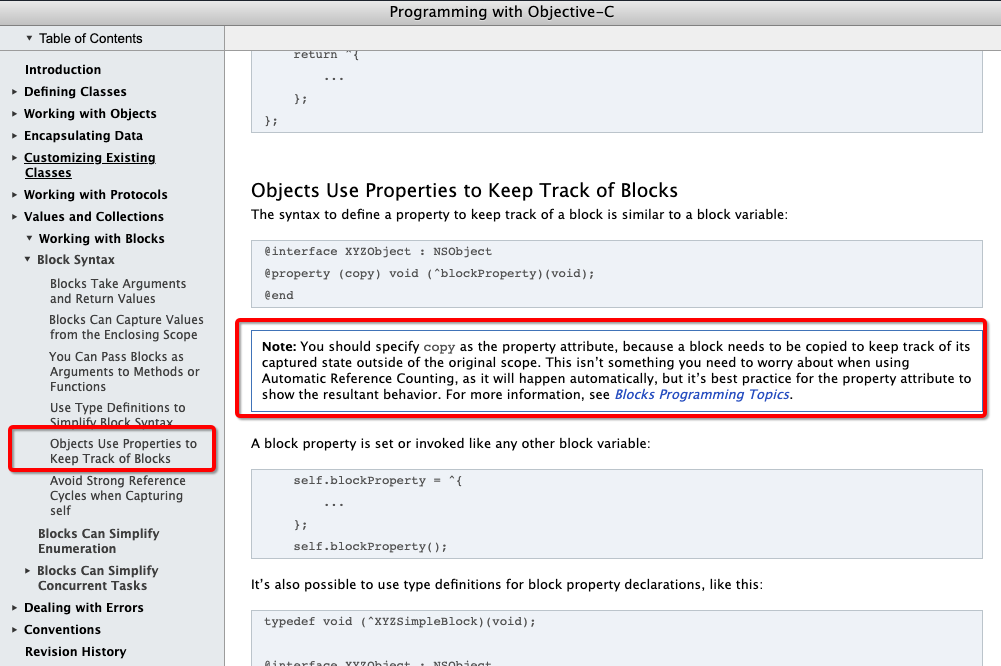 Programming with Objective-C
Table of Contents
Introduction
Defining Classes
Working with Objects
Encapsulating Data
Customizing Existing
Classes
Working with Protocols
Values and Collections
Working with Blocks
Block Syntax
Blocks Take Arguments
and Return Values
Blocks Can Capture Values
from the Enclosing Scope
You Can Pass Blocks as
Arguments to Methods or
Functions
Use Type Definitions to
Simplify Block Syntax
Objects Use Properties to
Keep Track of Blocks
Avoid Strong Reference
Cycles when Capturing
self
Blocks Can Simplify
Enumeration
Blocks Can Simplify
Concurrent Tasks
Dealing with Errors
Conventions
Revision History
return ^{
...
};
};
Objects Use Properties to Keep Track of Blocks
The syntax to define a property to keep track of a block is similar to a block variable:
@interface XYZObject : NSObject
@property (copy) void (^blockProperty)(void);
@end
Note: You should specify copy as the property attribute, because a block needs to be copied to keep track of its
captured state outside of the original scope. This isn’t something you need to worry about when using
Automatic Reference Counting, as it will happen automatically, but it’s best practice for the property attribute to
show the resultant behavior. For more information, see Blocks Programming Topics.
A block property is set or invoked like any other block variable:
self.blockProperty = ^{
...
};
self.blockProperty();
It’s also possible to use type definitions for block property declarations, like this:
typedef void (^XYZSimpleBlock)(void);
@interface XYZObject : NSObject